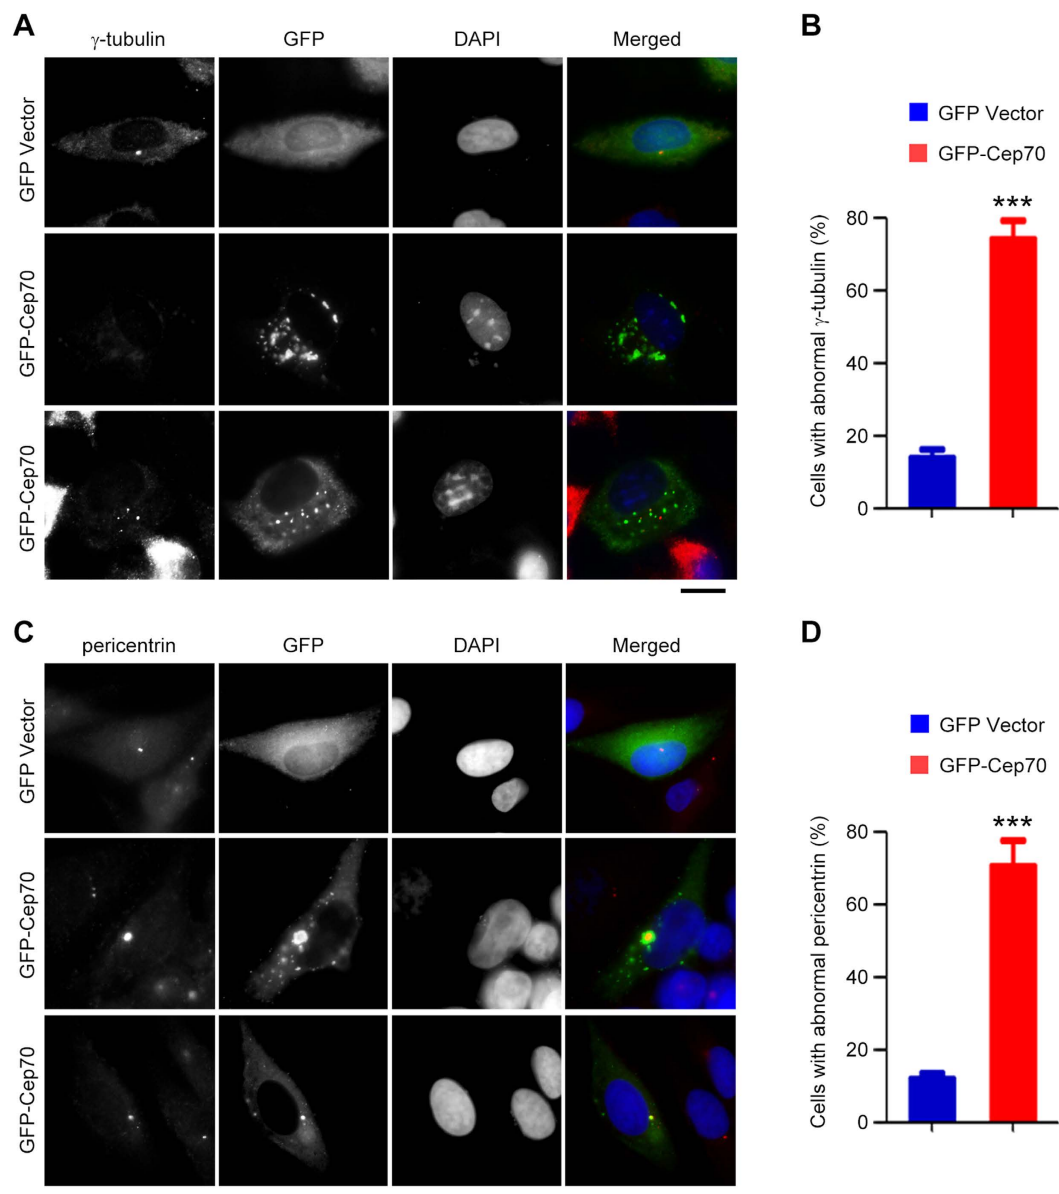 A
γ-tubulin GFP DAPI Merged
GFP Vector
GFP-Cep70
GFP-Cep70
B
GFP Vector
GFP-Cep70
***
Cells with abnormal γ-tubulin (%)
80
60
40
20
0
C
pericentrin GFP DAPI Merged
GFP Vector
GFP-Cep70
GFP-Cep70
D
GFP Vector
GFP-Cep70
***
Cells with abnormal pericentrin (%)
80
60
40
20
0